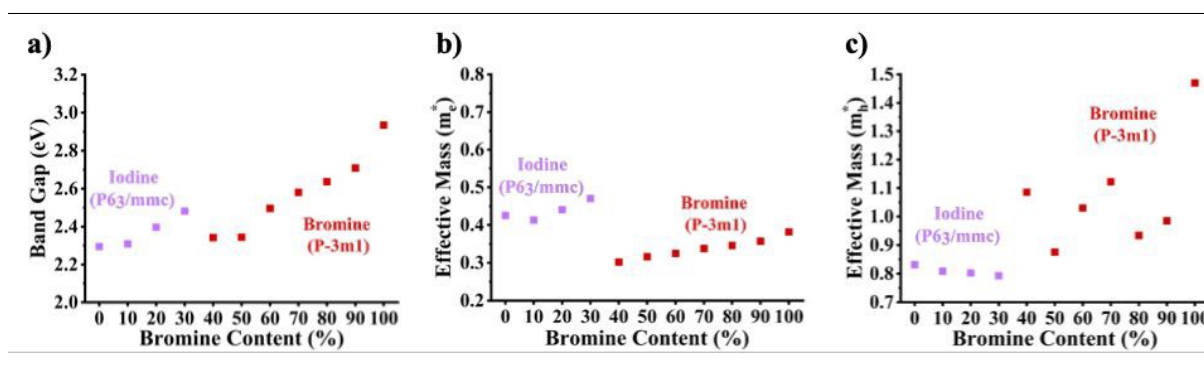 a)
Band Gap (eV)
3.2
3.0
2.8
2.6
2.4
2.2
2.0
Iodine
(P63/mmc)
Bromine
(P-3m1)
0 10 20 30 40 50 60 70 80 90 100
Bromine Content (%)
b)
Effective Mass (m*e)
0.8
0.7
0.6
0.5
0.4
0.3
0.2
Iodine
(P63/mmc)
Bromine
(P-3m1)
0 10 20 30 40 50 60 70 80 90 100
Bromine Content (%)
c)
Effective Mass (m*h)
1.5
1.4
1.3
1.2
1.1
1.0
0.9
0.8
0.7
Bromine
(P-3m1)
Iodine
(P63/mmc)
0 10 20 30 40 50 60 70 80 90 100
Bromine Content (%)